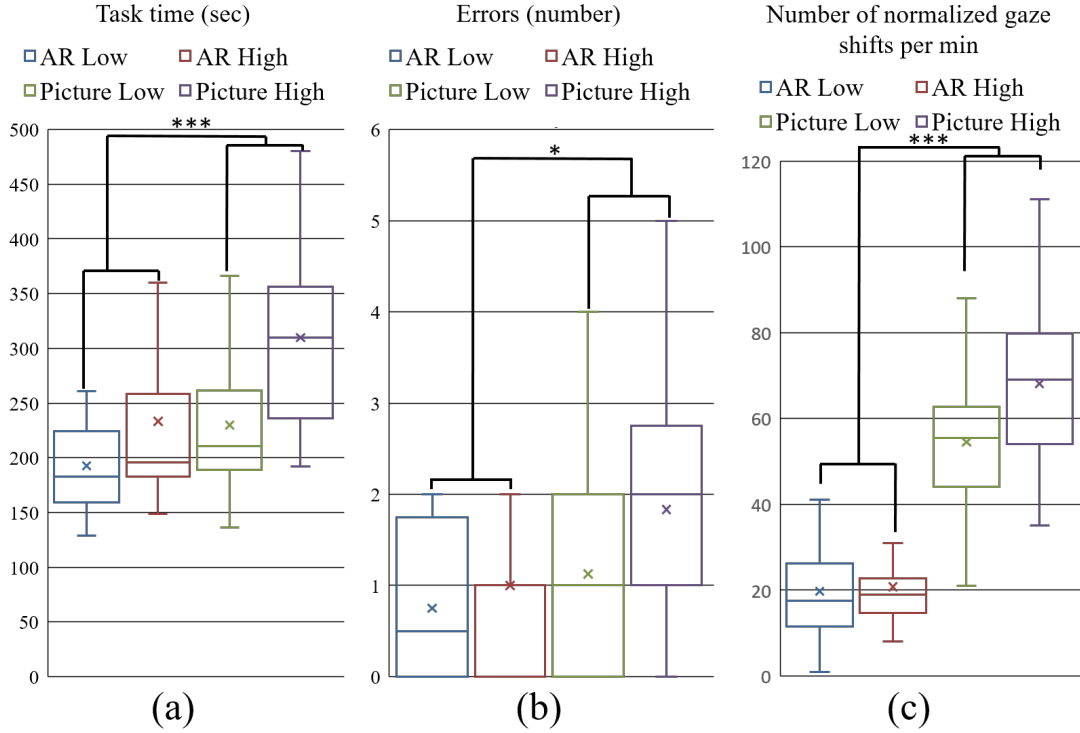 Task time (sec)
AR Low AR High
Picture Low Picture High
***
500
450
400
350
300
250
200
150
100
50
0
(a)
Errors (number)
AR Low AR High
Picture Low Picture High
*
6
5
4
3
2
1
0
(b)
Number of normalized gaze
shifts per min
AR Low AR High
Picture Low Picture High
***
120
100
80
60
40
20
0
(c)